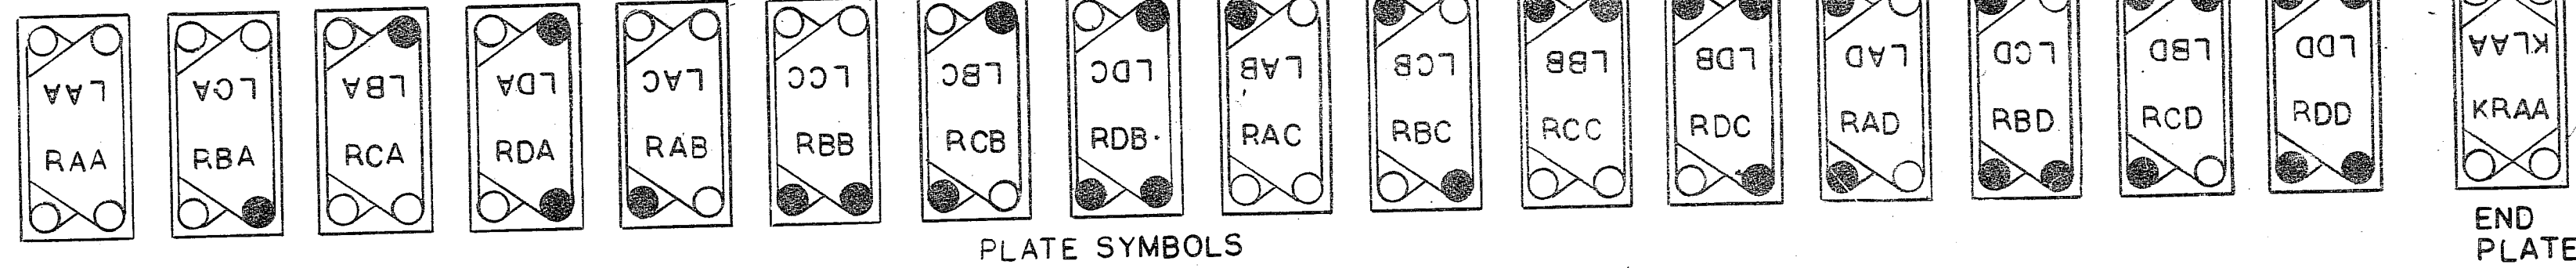 LAA LCA LBA LDA LAC LCC LBC LDC LAB LCB LBB LDB LAD LCD LBD LDD KLAA
RAA RBA RCA RDA RAB RBB RCB RDB RAC RBC RCC RDC RAD RBD RCD RDD KRAA
PLATE SYMBOLS
END
PLATE